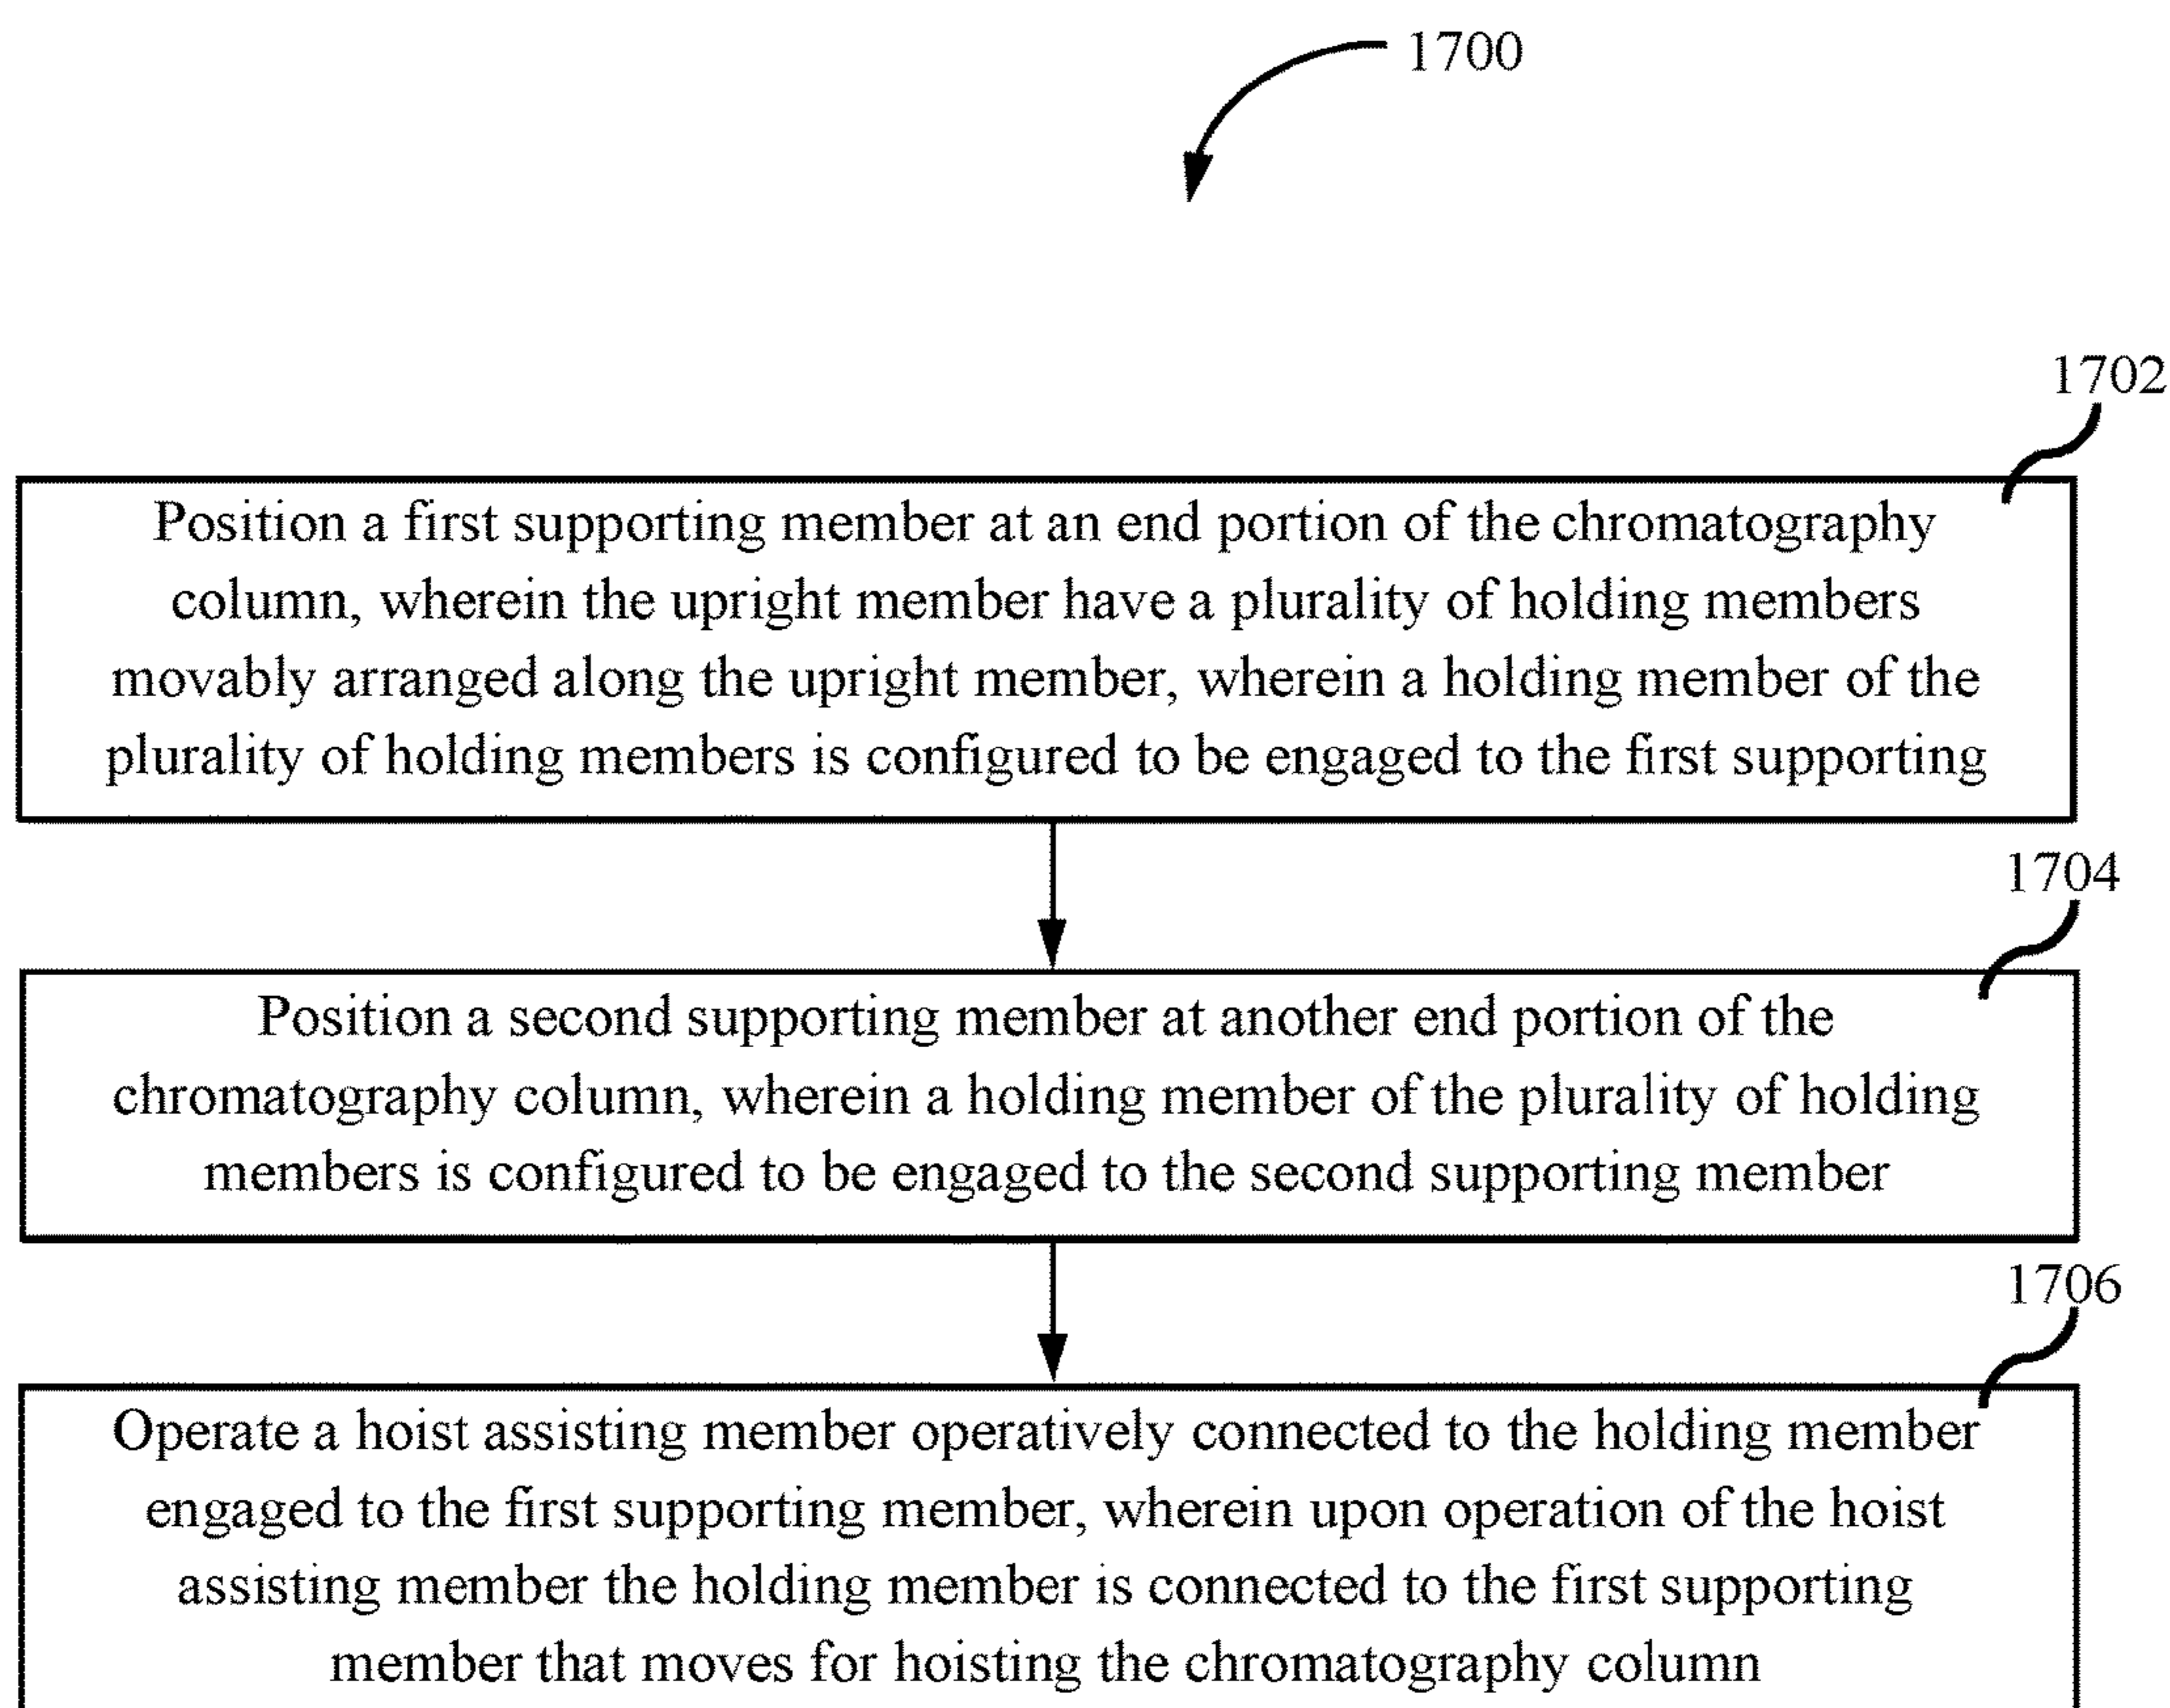 1700
1702
Position a first supporting member at an end portion of the chromatography
column, wherein the upright member have a plurality of holding members
movably arranged along the upright member, wherein a holding member of the
plurality of holding members is configured to be engaged to the first supporting
1704
Position a second supporting member at another end portion of the
chromatography column, wherein a holding member of the plurality of holding
members is configured to be engaged to the second supporting member
1706
Operate a hoist assisting member operatively connected to the holding member
engaged to the first supporting member, wherein upon operation of the hoist
assisting member the holding member is connected to the first supporting
member that moves for hoisting the chromatography column